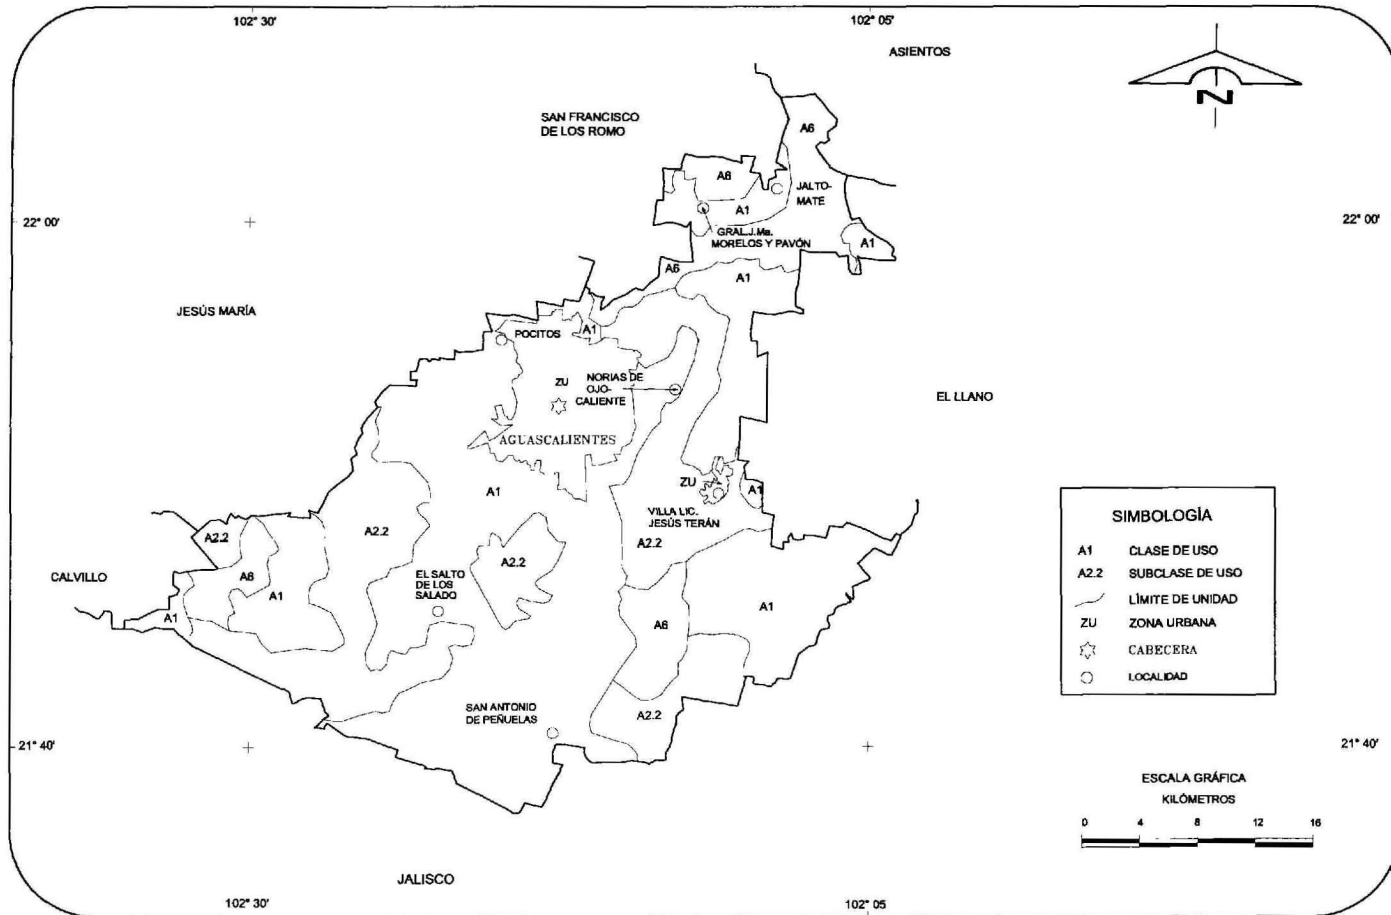 102° 30'
102° 05'
ASIENTOS
N
SAN FRANCISCO
DE LOS ROMO
A6
A6
JALTO-
MATE
A1
22° 00'
22° 00'
GRAL.J.Ma.
MORELOS Y PAVÓN
A1
A6
A1
JESÚS MARÍA
A1
POCITOS
ZU
NORIAS DE
OJO-
CALIENTE
EL LLANO
AGUASCALIENTES
ZU
A1
A1
VILLA LIC.
JESÚS TERÁN
A2.2
A2.2
A2.2
A2.2
CALVILLO
A6
A1
EL SALTO
DE LOS
SALADO
A1
A1
A6
SAN ANTONIO
DE PEÑUELAS
A2.2
21° 40'
21° 40'
SIMBOLOGÍA
A1 CLASE DE USO
A2.2 SUBCLASE DE USO
LÍMITE DE UNIDAD
ZU ZONA URBANA
CABECERA
LOCALIDAD
ESCALA GRÁFICA
KILÓMETROS
0 4 8 12 16
JALISCO
102° 30'
102° 05